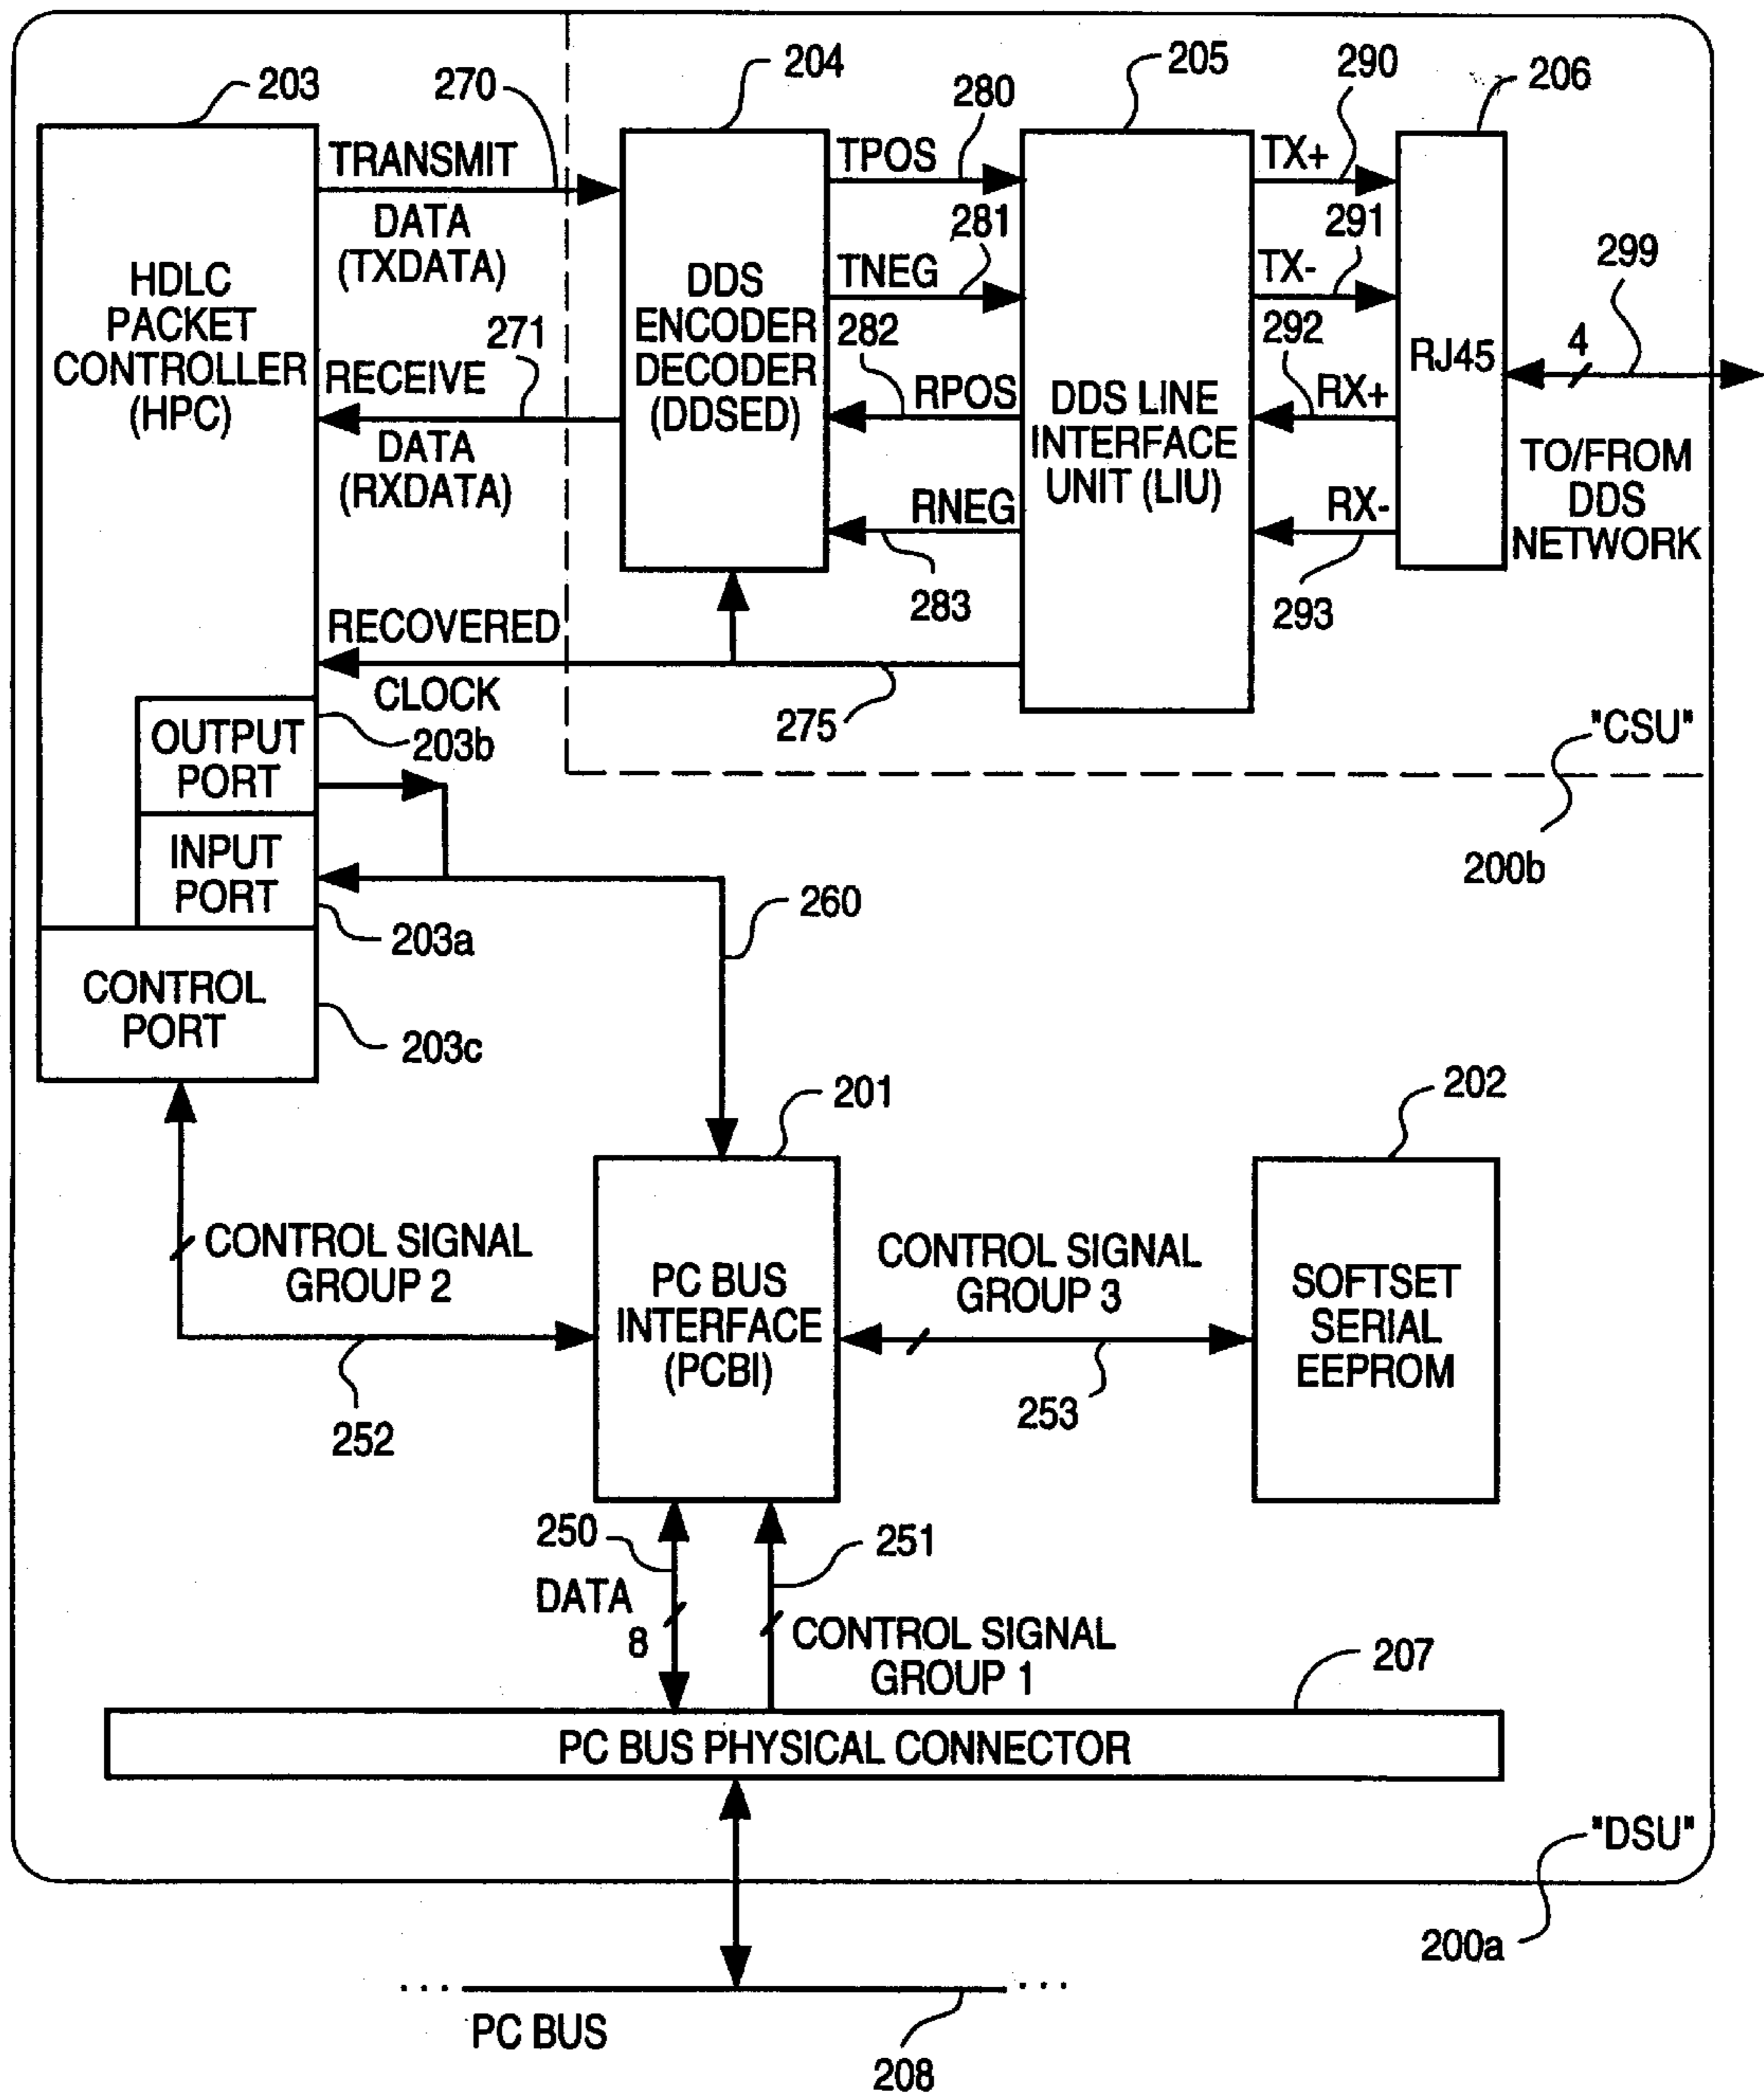 203
270
204
280
205
290
206
TRANSMIT
DATA
(TXDATA)
TPOS
TX+
281
291
299
HDLC
PACKET
CONTROLLER
(HPC)
DDS
ENCODER
DECODER
(DDSED)
TNEG
TX-
271
282
292
RECEIVE
DATA
(RXDATA)
RPOS
DDS LINE
INTERFACE
UNIT (LIU)
RX+
RJ45
4
TO/FROM
DDS
NETWORK
RNEG
RX-
283
293
RECOVERED
CLOCK
275
"CSU"
200b
OUTPUT
PORT
203b
INPUT
PORT
203a
260
CONTROL
PORT
203c
201
202
CONTROL SIGNAL
GROUP 2
PC BUS
INTERFACE
(PCBI)
CONTROL SIGNAL
GROUP 3
SOFTSET
SERIAL
EEPROM
252
253
250
251
DATA
8
CONTROL SIGNAL
GROUP 1
207
PC BUS PHYSICAL CONNECTOR
"DSU"
200a
PC BUS
208